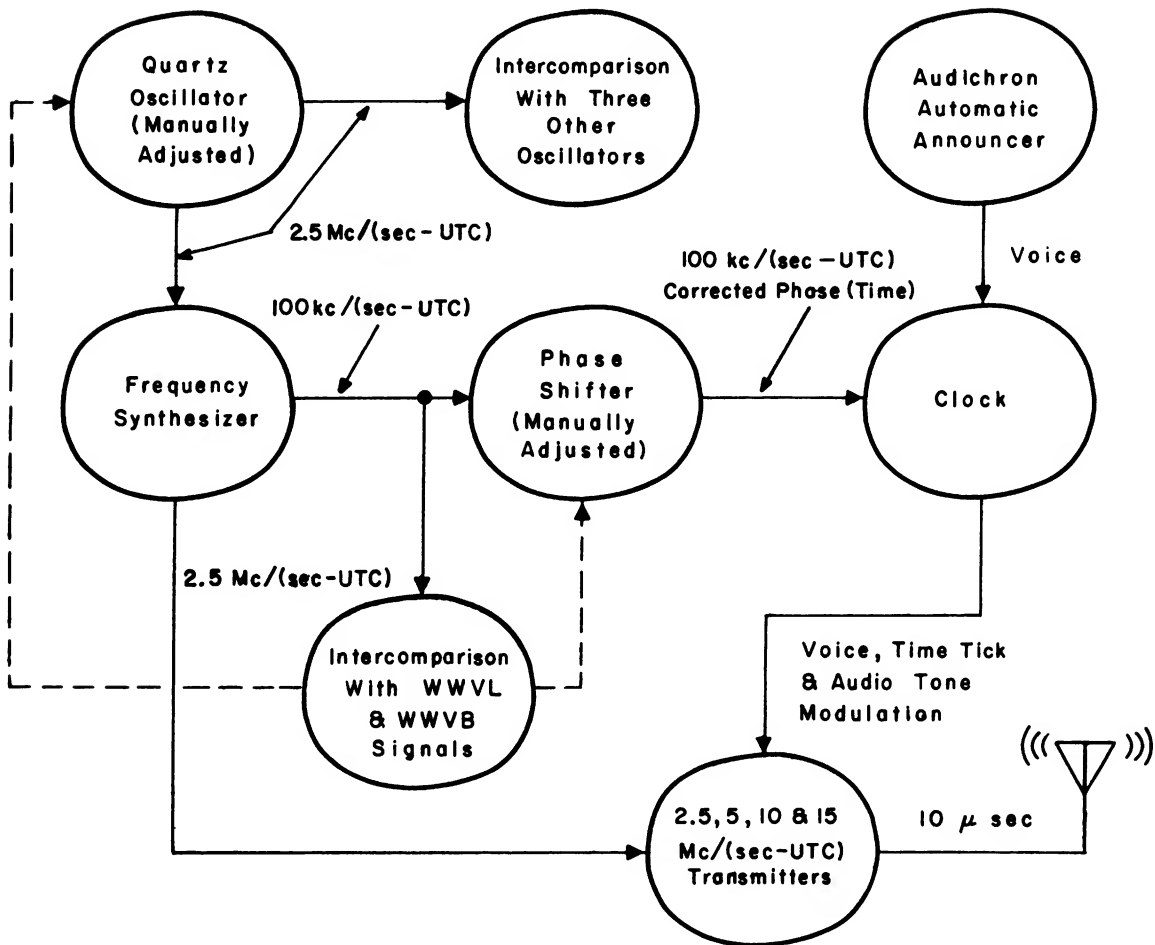 Quartz
Oscillator
(Manually
Adjusted)
Intercomparison
With Three
Other
Oscillators
Audichron
Automatic
Announcer
2.5 Mc/(sec-UTC)
Voice
100 kc/(sec-UTC)
100 kc/(sec-UTC)
Corrected Phase (Time)
Frequency
Synthesizer
Phase
Shifter
(Manually
Adjusted)
Clock
2.5 Mc/(sec-UTC)
Intercomparison
With WWVL
& WWVB
Signals
Voice, Time Tick
& Audio Tone
Modulation
2.5, 5, 10 & 15
Mc/(sec-UTC)
Transmitters
10 μ sec